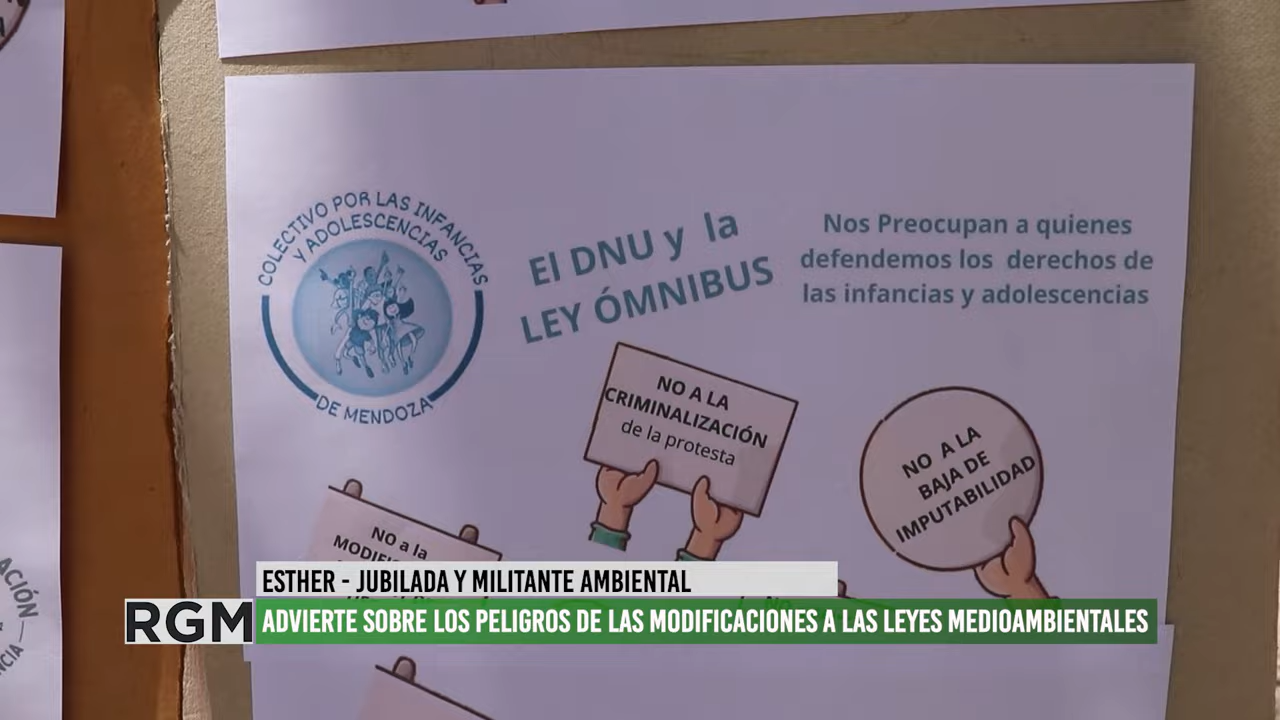 COLECTIVO POR LAS INFANCIAS
Y ADOLESCENCIAS
DE MENDOZA
El DNU y la
LEY ÓMNIBUS
Nos Preocupan a quienes
defendemos los derechos de
las infancias y adolescencias
NO A LA
CRIMINALIZACIÓN
de la protesta
NO A LA
BAJA DE
IMPUTABILIDAD
NO a la
ESTHER - JUBILADA Y MILITANTE AMBIENTAL
RGM
ADVIERTE SOBRE LOS PELIGROS DE LAS MODIFICACIONES A LAS LEYES MEDIOAMBIENTALES